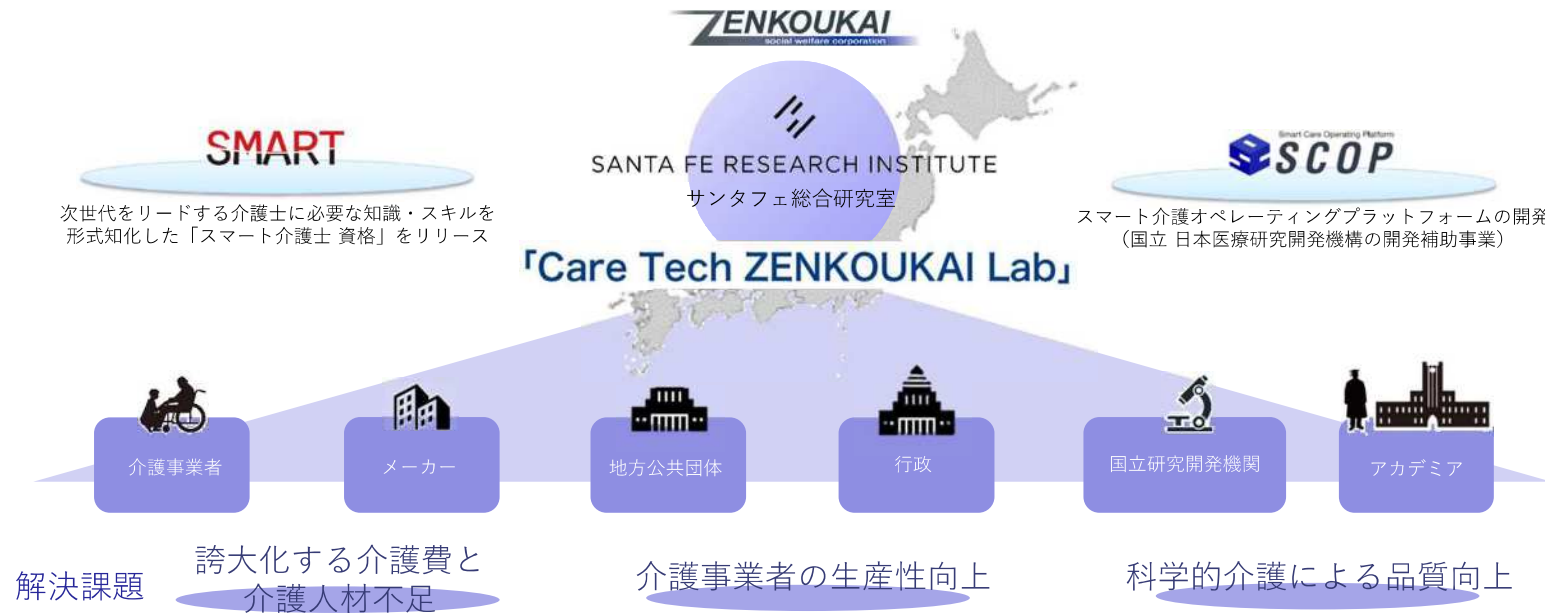 ZENKOUKAI
social welfare corporation
SANTA FE RESEARCH INSTITUTE
サンタフェ総合研究室
SMART
次世代をリードする介護士に必要な知識・スキルを
形式知化した「スマート介護士 資格」をリリース
Smart Care Operating Platform
SCOP
スマート介護オペレーティングプラットフォームの開発
（国立 日本医療研究開発機構の開発補助事業）
「Care Tech ZENKOUKAI Lab」
介護事業者
メーカー
地方公共団体
行政
国立研究開発機関
アカデミア
解決課題
誇大化する介護費と
介護人材不足
介護事業者の生産性向上
科学的介護による品質向上